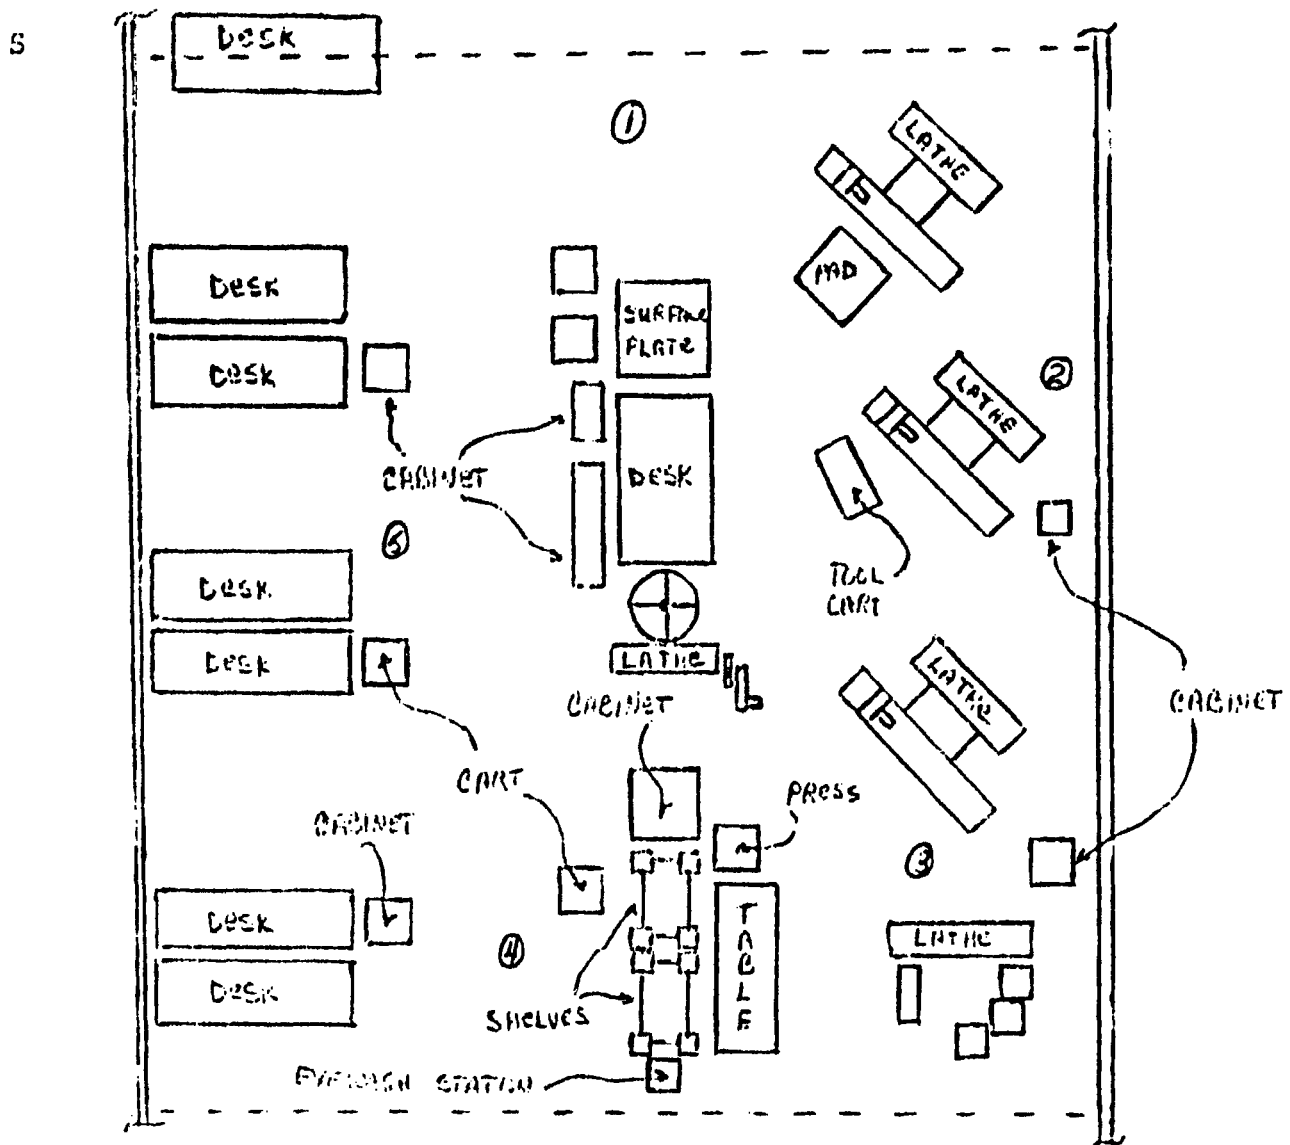 S
DESK
1
LATHE
PAD
DESK
SURFACE
PLATE
DESK
2
LATHE
CABINET
DESK
5
TOOL
CART
DESK
DESK
LATHE
LATHE
CABINET
CABINET
CART
PRESS
CABINET
3
DESK
TABLE
LATHE
4
DESK
SHELVES
EYEWASH STATION